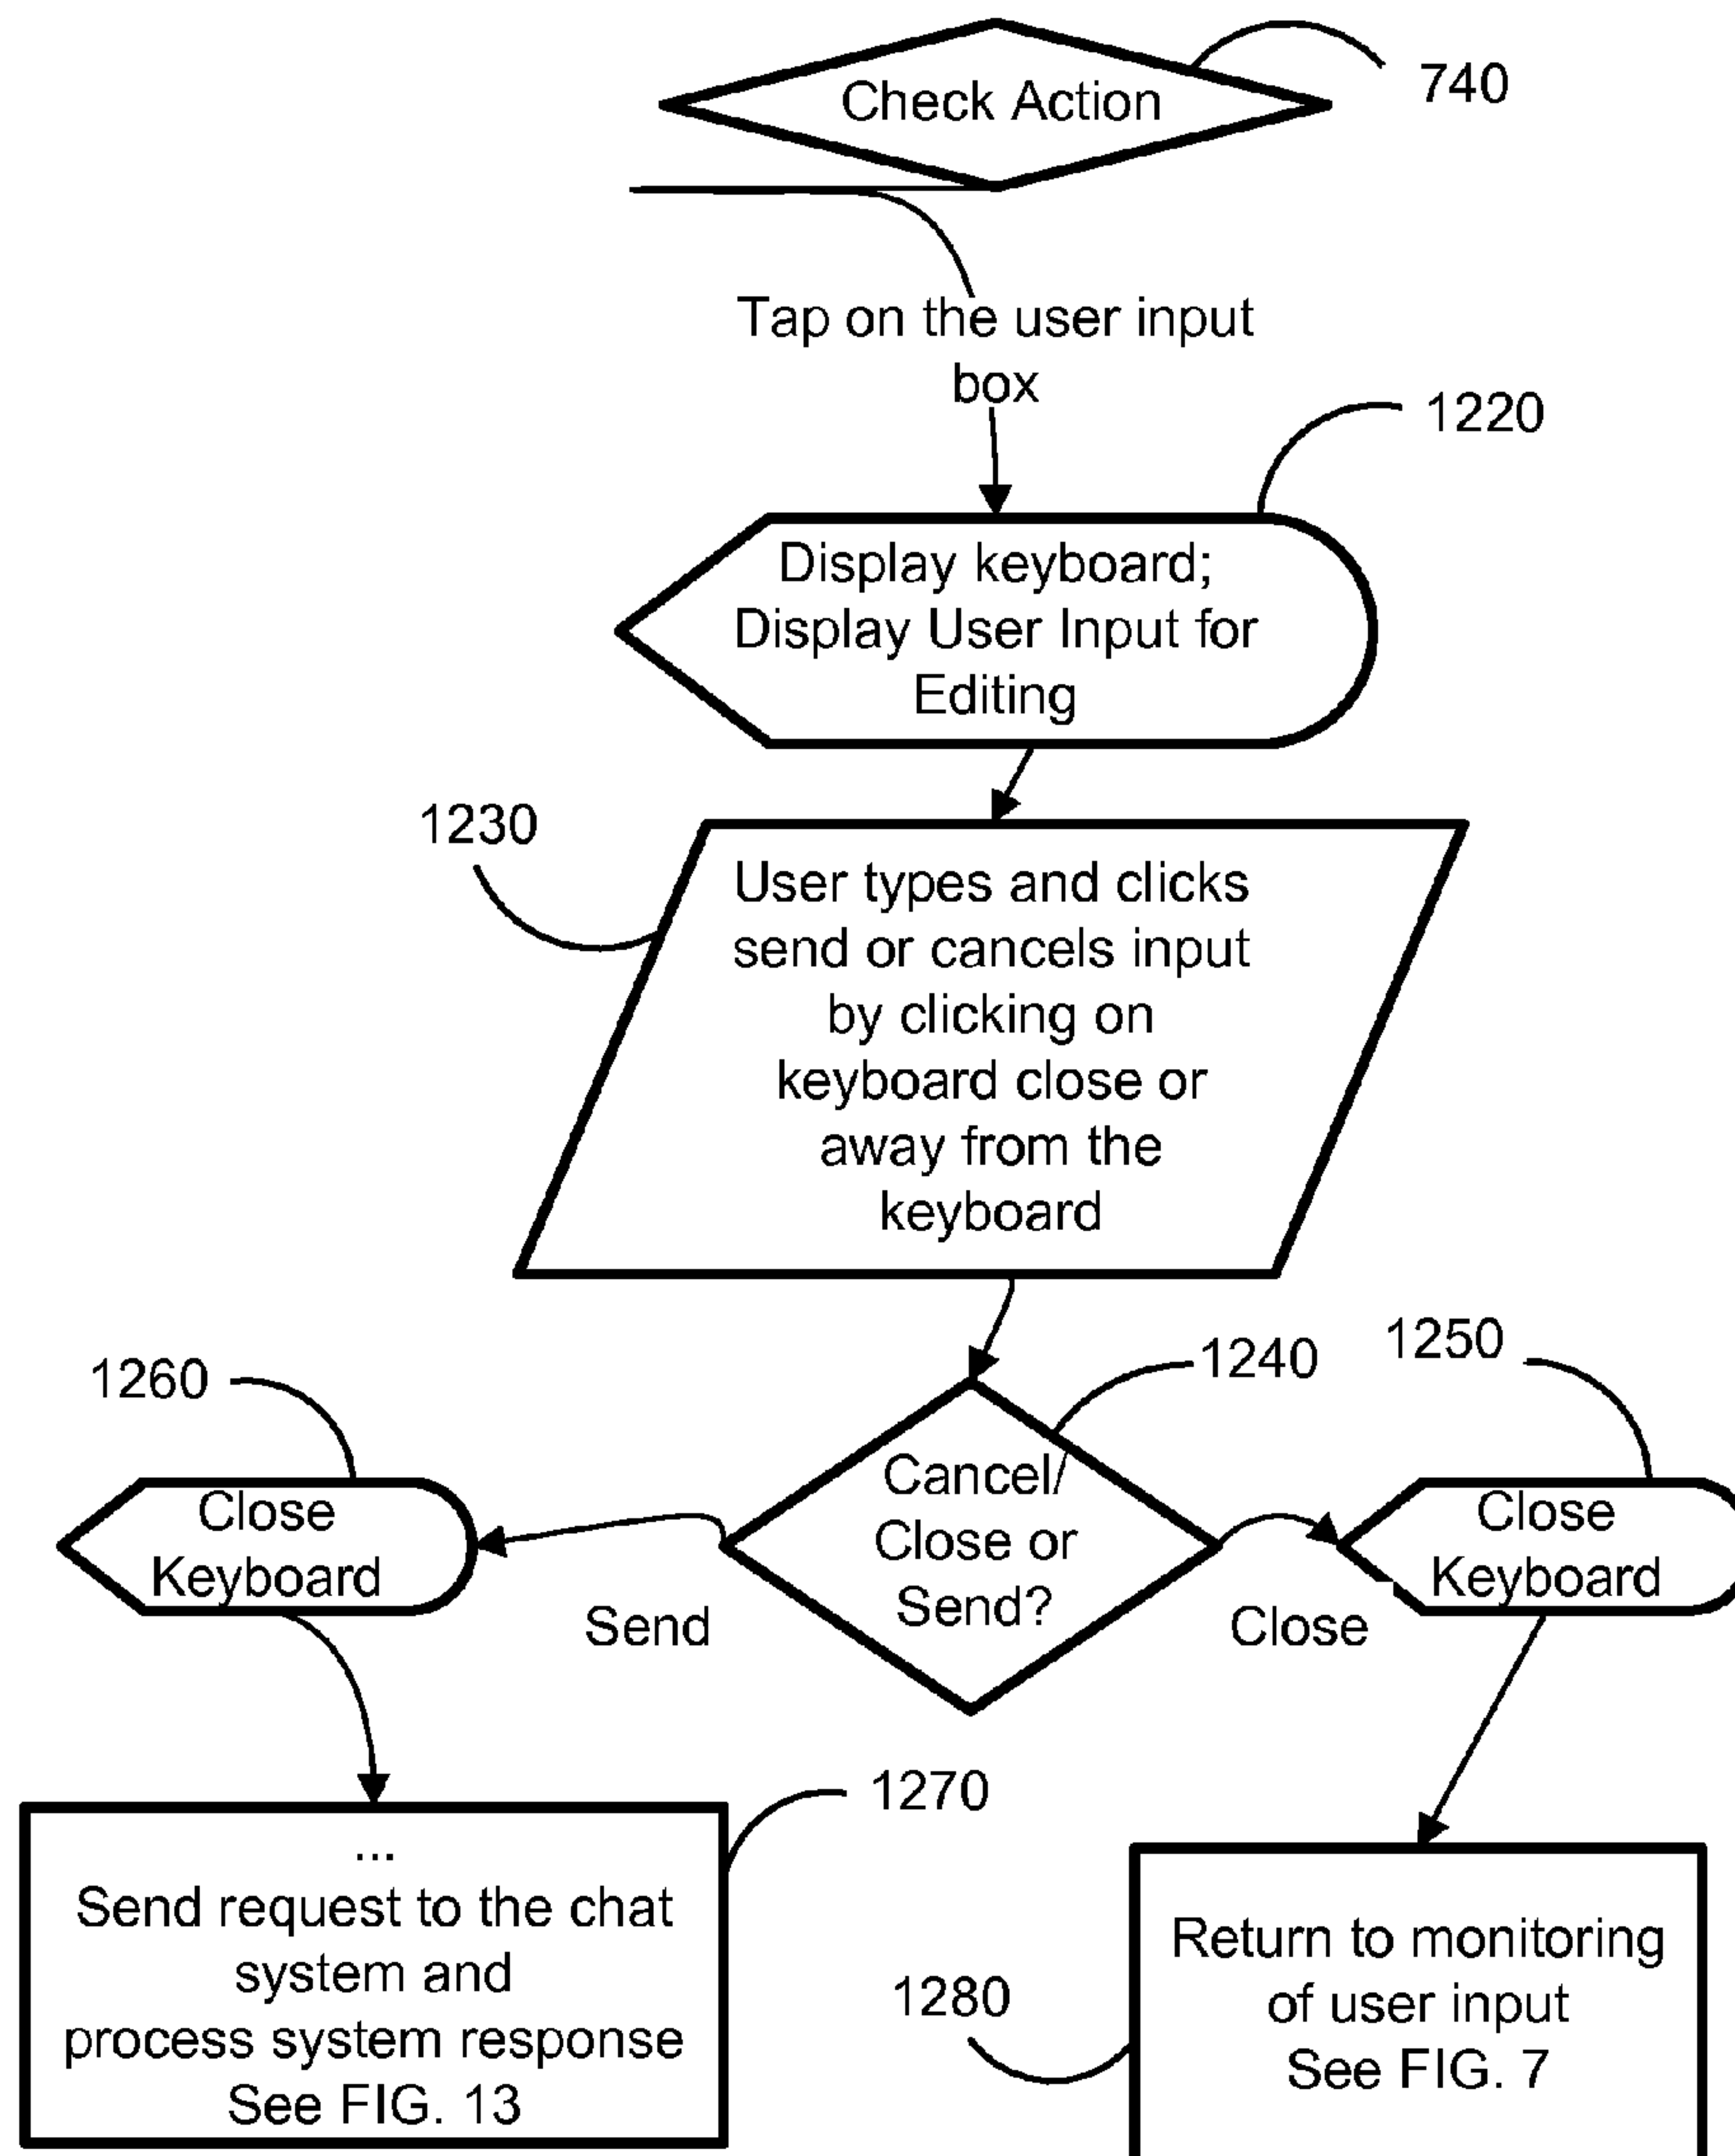 Check Action
740
Tap on the user input
box
1220
Display keyboard;
Display User Input for
Editing
1230
User types and clicks
send or cancels input
by clicking on
keyboard close or
away from the
keyboard
1260
1240
1250
Close
Keyboard
Cancel/
Close or
Send?
Close
Keyboard
Send
Close
1270
...
Send request to the chat
system and
process system response
See FIG. 13
1280
Return to monitoring
of user input
See FIG. 7